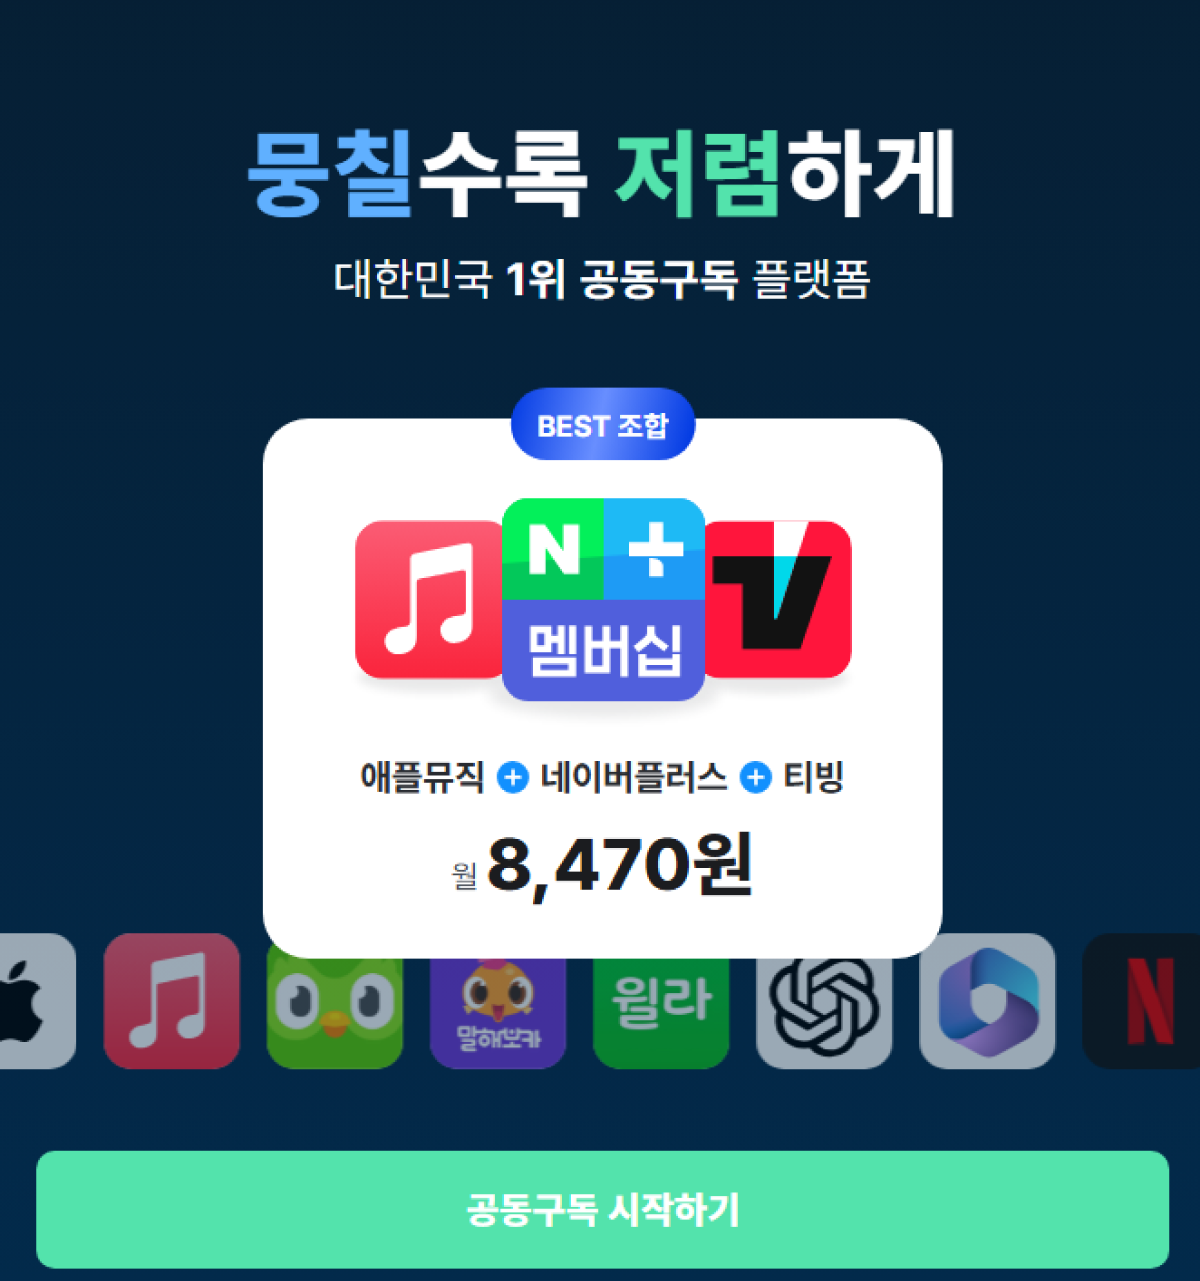 뭉칠수록 저렴하게
대한민국 1위 공동구독 플랫폼
BEST 조합
N +
멤버십
애플뮤직 + 네이버플러스 + 티빙
월 8,470원
말해보카
윌라
N
공동구독 시작하기